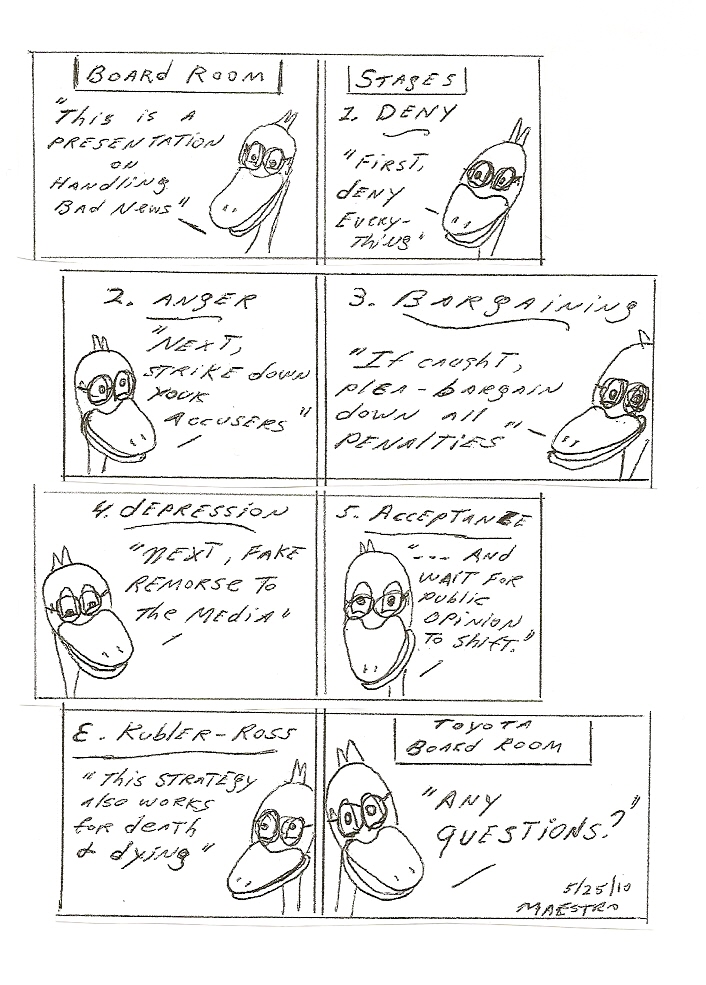 Board Room
"This is a
PRESENTATION
on
Handling
Bad News"
Stages
1. DENY
"First,
deny
Every-
Thing"
2. ANGER
"NEXT,
STRIKE down
your
ACCUSERS"
3. Bargaining
"If caught,
plea-bargain
down all
PENALTIES"
4. dEPRESSION
"NEXT, FAKE
REMORSE To
The Media"
5. AccepTANCE
"--- And
WAIT For
public
Opinion
To Shift."
E. KublER-Ross
"This STRATEgy
also works
for death
& dying"
Toyota
Board Room
"Any
QUESTIONS?"
5/25/10
MAESTRO